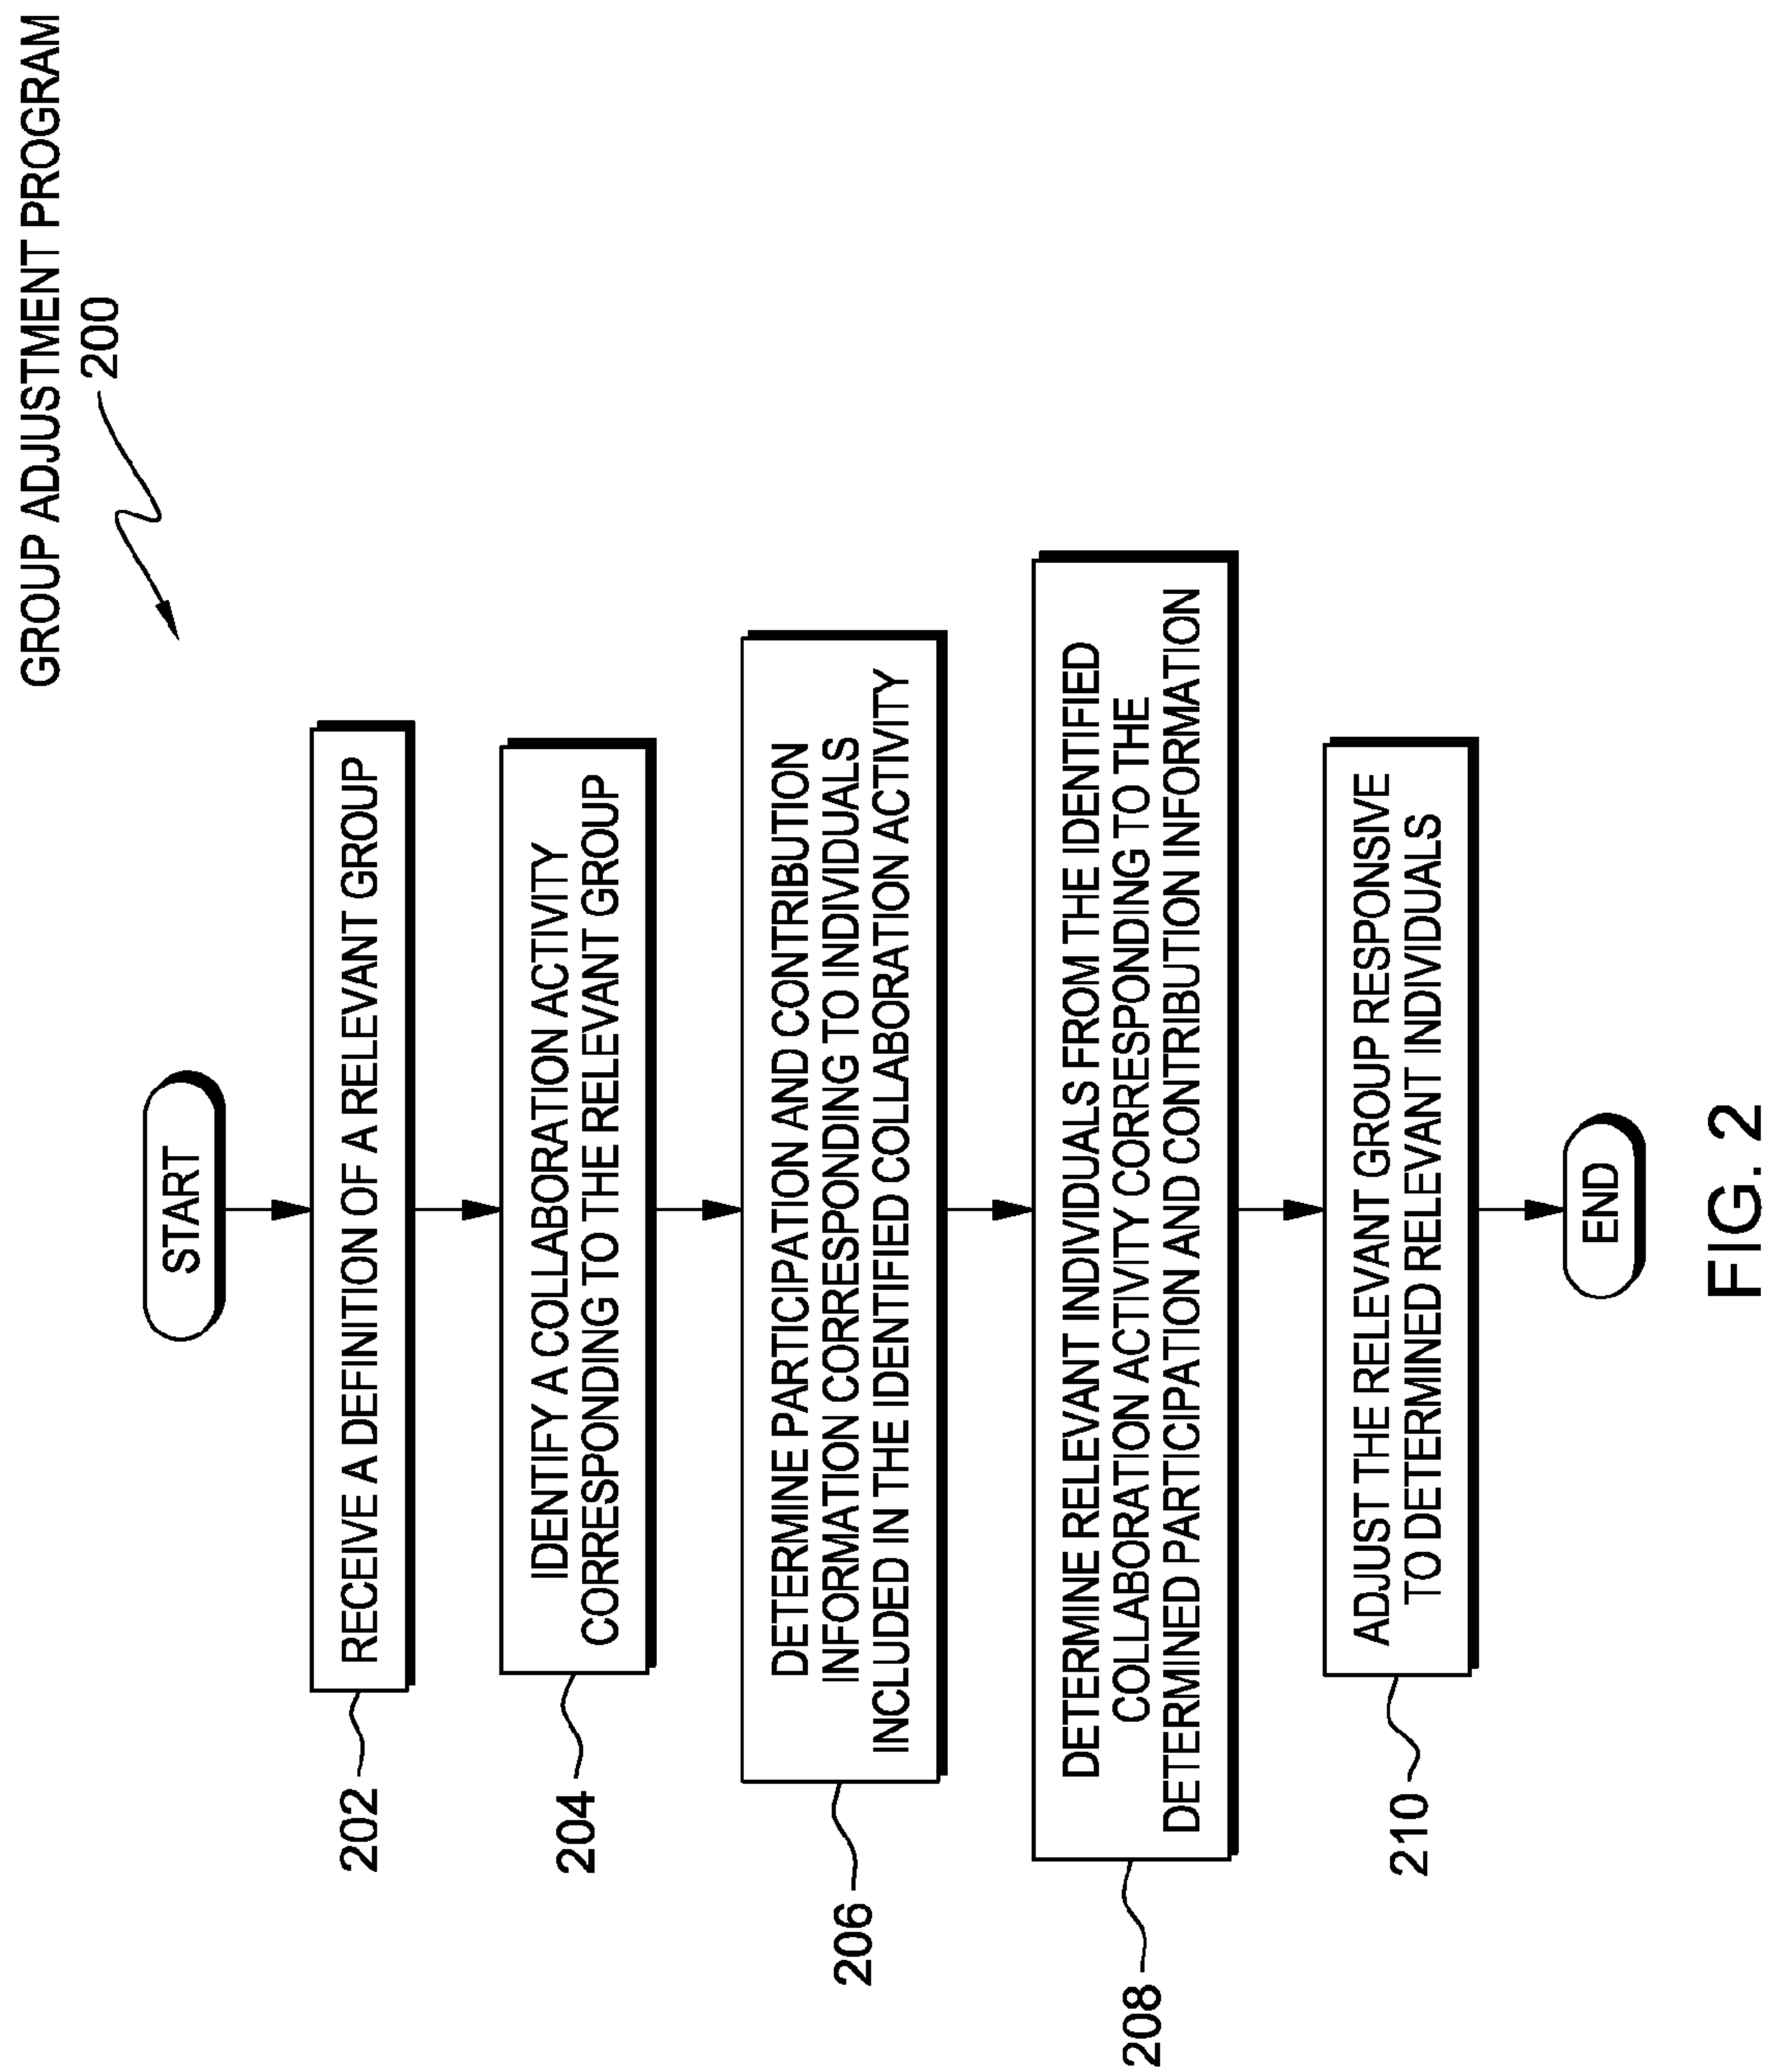 GROUP ADJUSTMENT PROGRAM
200
START
202
RECEIVE A DEFINITION OF A RELEVANT GROUP
204
IDENTIFY A COLLABORATION ACTIVITY
CORRESPONDING TO THE RELEVANT GROUP
206
DETERMINE PARTICIPATION AND CONTRIBUTION
INFORMATION CORRESPONDING TO INDIVIDUALS
INCLUDED IN THE IDENTIFIED COLLABORATION ACTIVITY
208
DETERMINE RELEVANT INDIVIDUALS FROM THE IDENTIFIED
COLLABORATION ACTIVITY CORRESPONDING TO THE
DETERMINED PARTICIPATION AND CONTRIBUTION INFORMATION
210
ADJUST THE RELEVANT GROUP RESPONSIVE
TO DETERMINED RELEVANT INDIVIDUALS
END
FIG. 2